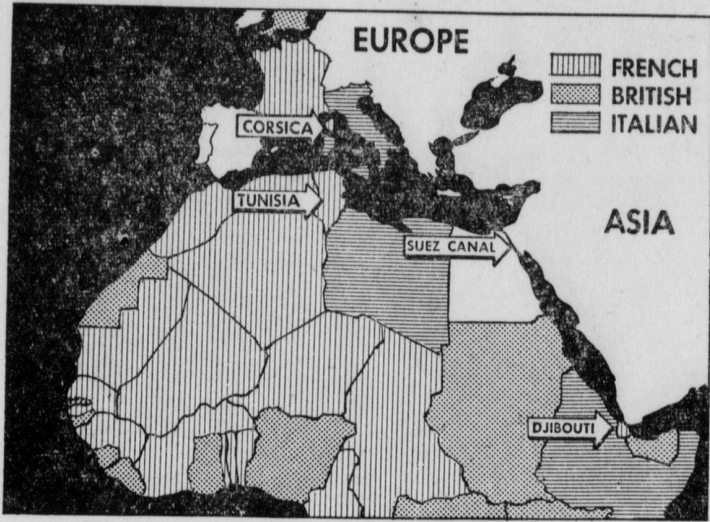 EUROPE
FRENCH
BRITISH
ITALIAN
CORSICA
TUNISIA
ASIA
SUEZ CANAL
DJIBOUTI